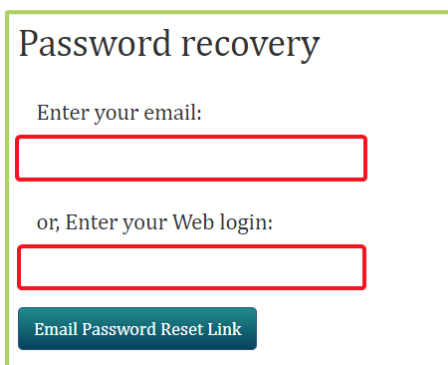 Password recovery
Enter your email:
or, Enter your Web login:
Email Password Reset Link